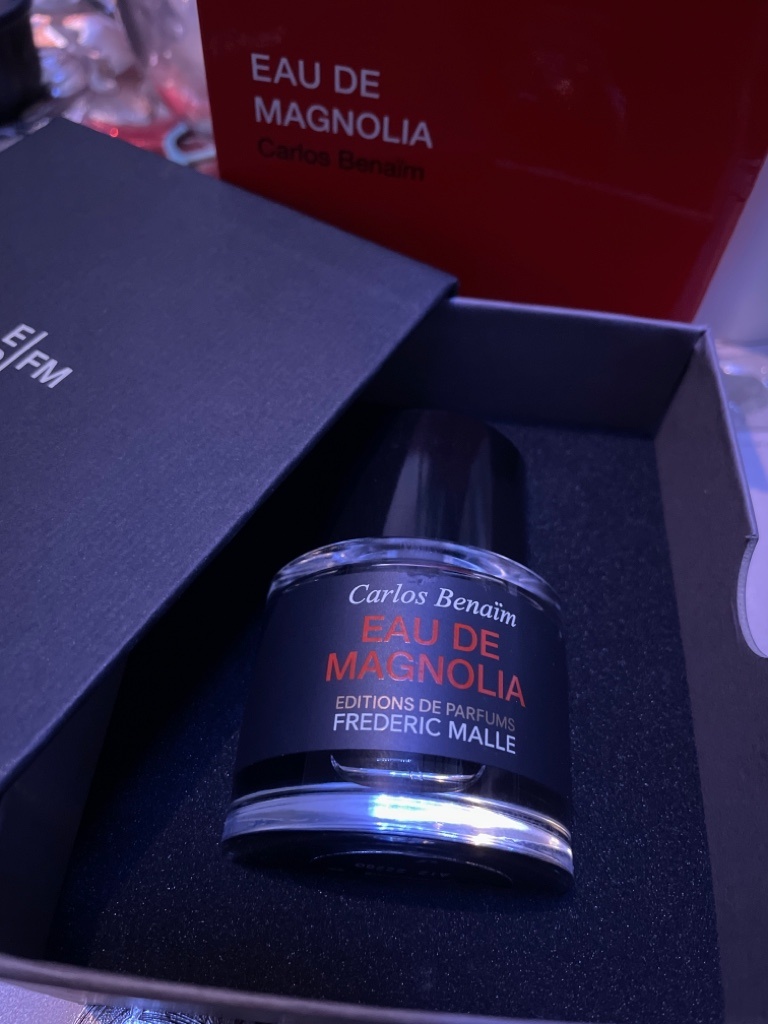 EAU DE
MAGNOLIA
Carlos Benaïm
E/FM
Carlos Benaïm
EAU DE
MAGNOLIA
EDITIONS DE PARFUMS
FREDERIC MALLE